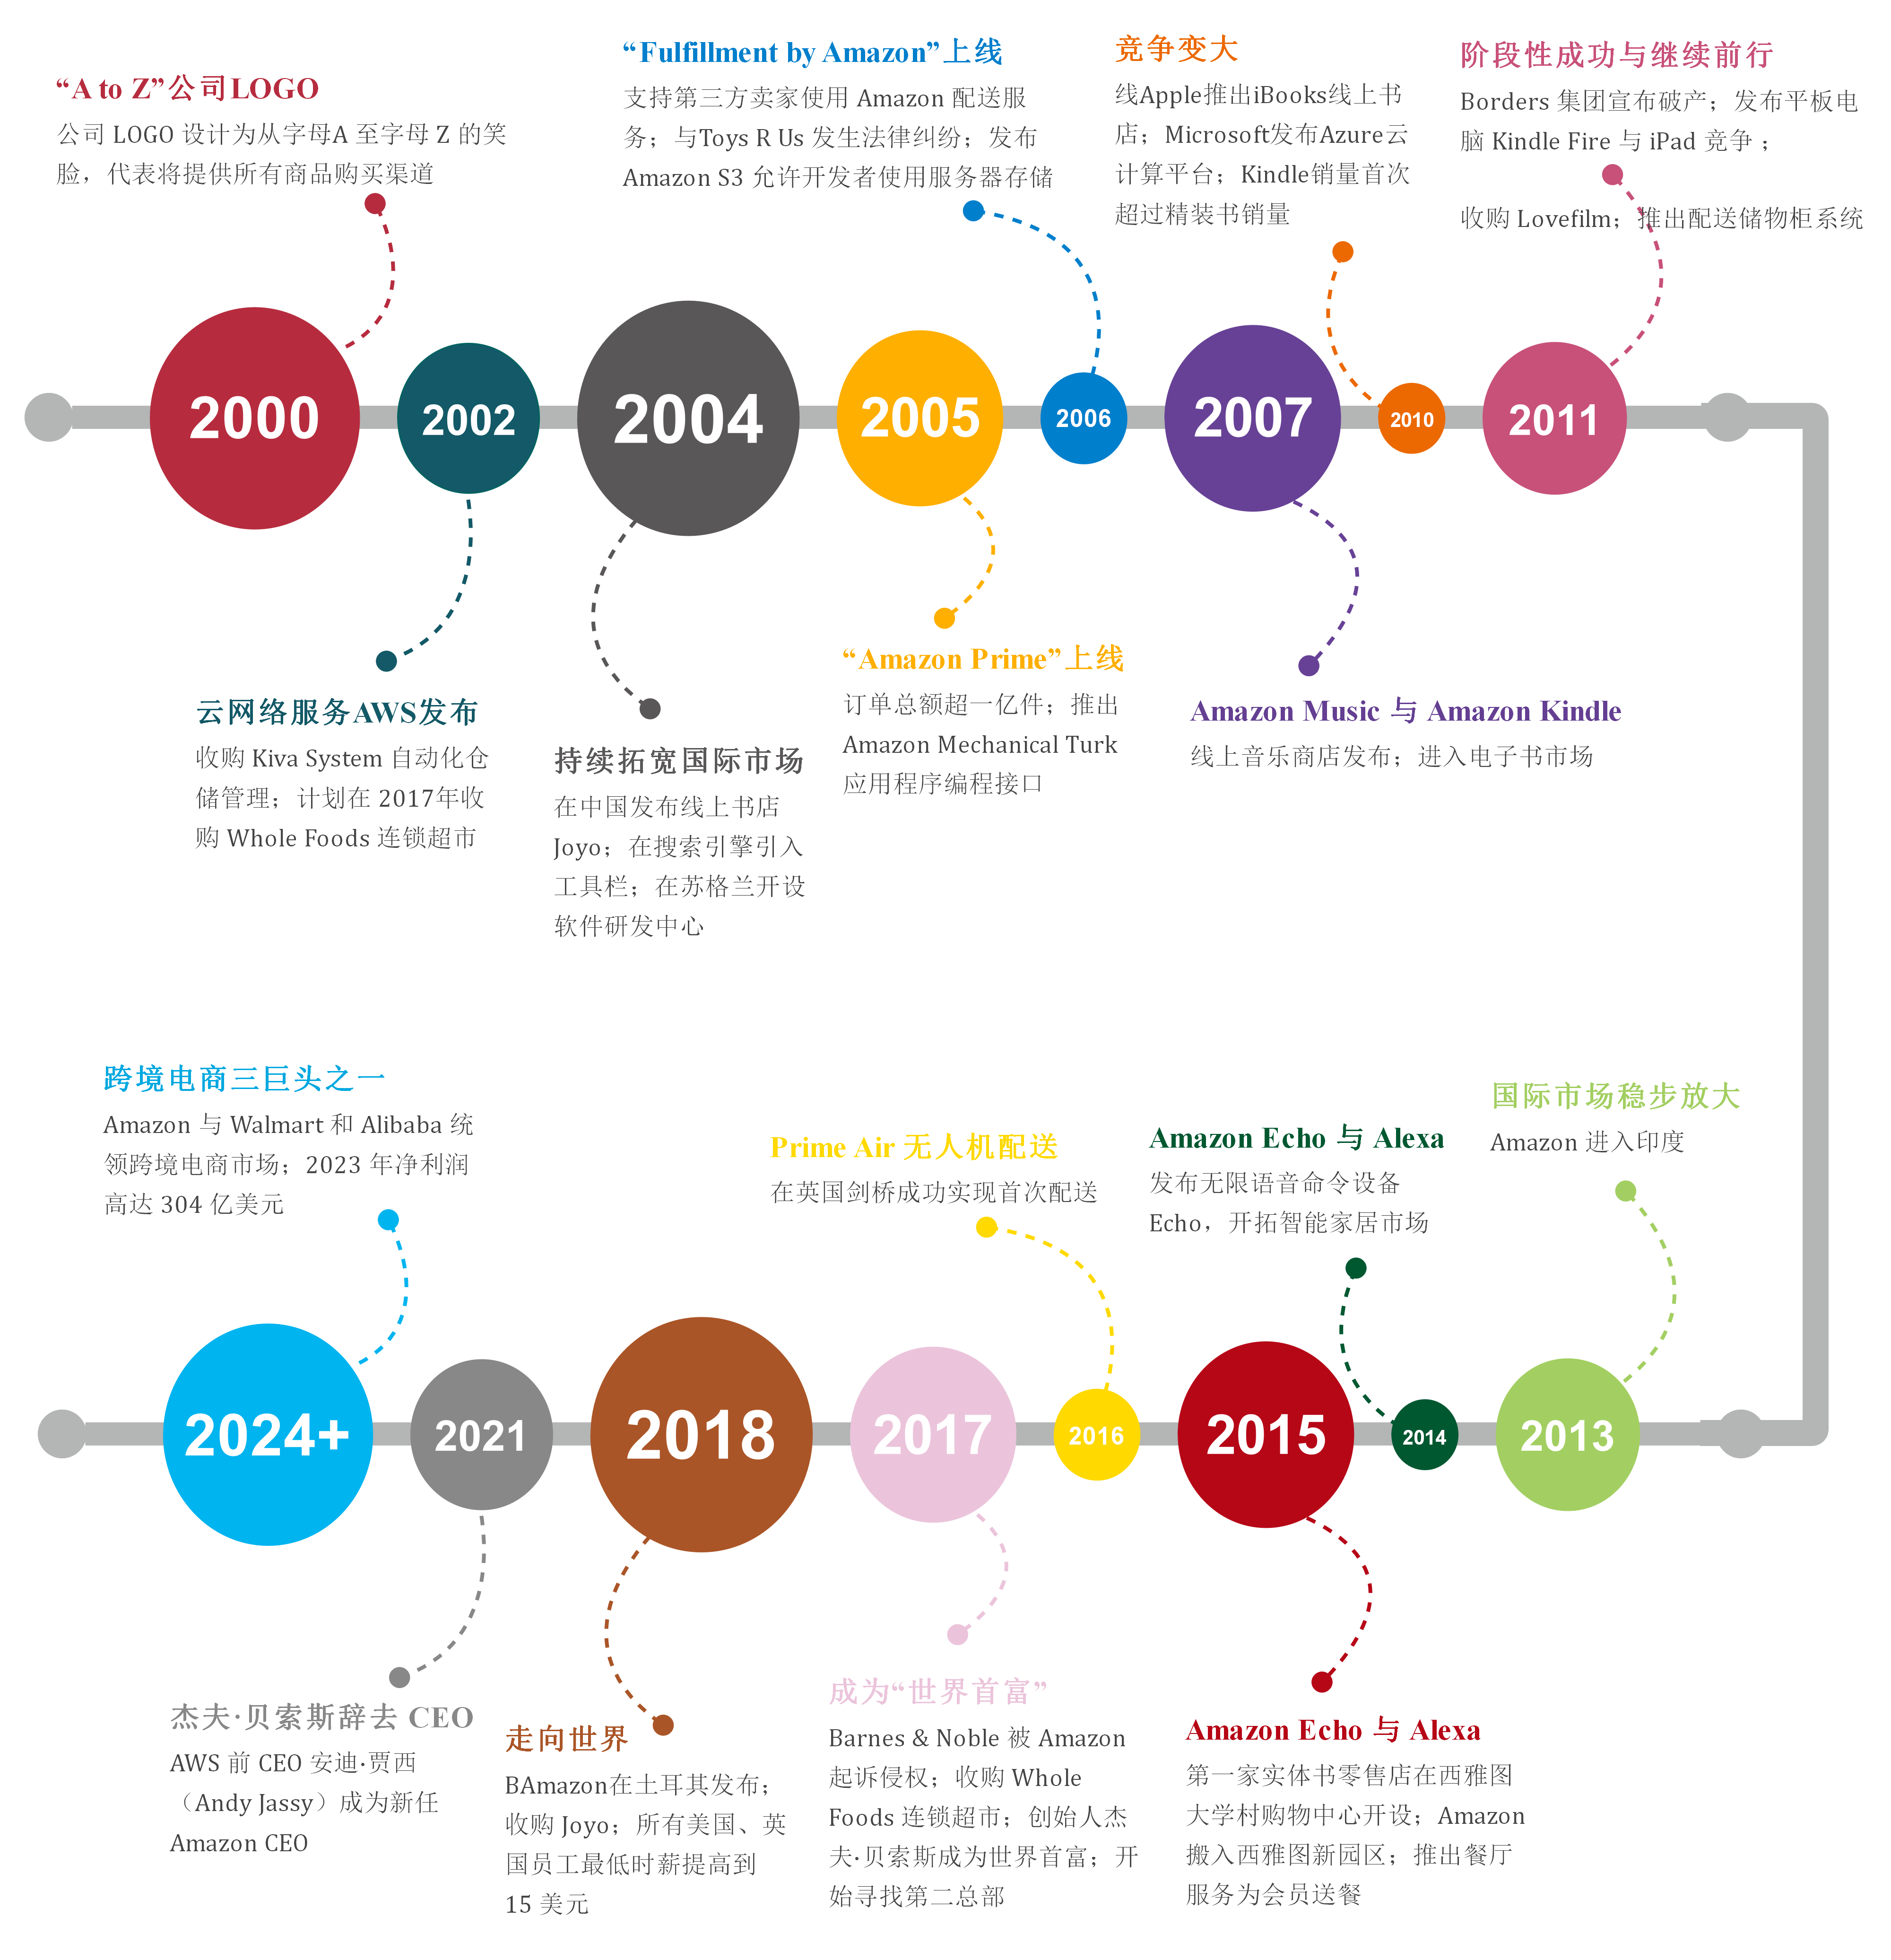 “A to Z”公司LOGO
公司 LOGO 设计为从字母A 至字母 Z 的笑
脸，代表将提供所有商品购买渠道
“Fulfillment by Amazon”上线
支持第三方卖家使用 Amazon 配送服
务；与Toys R Us 发生法律纠纷；发布
Amazon S3 允许开发者使用服务器存储
竞争变大
线Apple推出iBooks线上书
店；Microsoft发布Azure云
计算平台；Kindle销量首次
超过精装书销量
阶段性成功与继续前行
Borders 集团宣布破产；发布平板电
脑 Kindle Fire 与 iPad 竞争；
收购 Lovefilm；推出配送储物柜系统
2000
2002
2004
2005
2006
2007
2010
2011
云网络服务AWS发布
收购 Kiva System 自动化仓
储管理；计划在 2017年收
购 Whole Foods 连锁超市
持续拓宽国际市场
在中国发布线上书店
Joyo；在搜索引擎引入
工具栏；在苏格兰开设
软件研发中心
“Amazon Prime”上线
订单总额超一亿件；推出
Amazon Mechanical Turk
应用程序编程接口
Amazon Music 与 Amazon Kindle
线上音乐商店发布；进入电子书市场
跨境电商三巨头之一
Amazon 与 Walmart 和 Alibaba 统
领跨境电商市场；2023 年净利润
高达 304 亿美元
Prime Air 无人机配送
在英国剑桥成功实现首次配送
Amazon Echo 与 Alexa
发布无限语音命令设备
Echo，开拓智能家居市场
国际市场稳步放大
Amazon 进入印度
2024+
2021
2018
2017
2016
2015
2014
2013
杰夫·贝索斯辞去 CEO
AWS 前 CEO 安迪·贾西
（Andy Jassy）成为新任
Amazon CEO
走向世界
BAmazon在土耳其发布；
收购 Joyo；所有美国、英
国员工最低时薪提高到
15 美元
成为“世界首富”
Barnes & Noble 被 Amazon
起诉侵权；收购 Whole
Foods 连锁超市；创始人杰
夫·贝索斯成为世界首富；开
始寻找第二总部
Amazon Echo 与 Alexa
第一家实体书零售店在西雅图
大学村购物中心开设；Amazon
搬入西雅图新园区；推出餐厅
服务为会员送餐